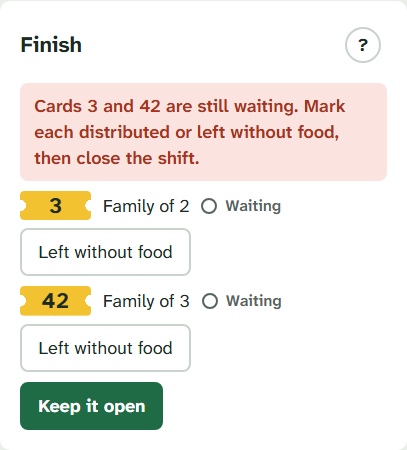 Finish
?
Cards 3 and 42 are still waiting. Mark
each distributed or left without food,
then close the shift.
3 Family of 2 Waiting
Left without food
42 Family of 3 Waiting
Left without food
Keep it open